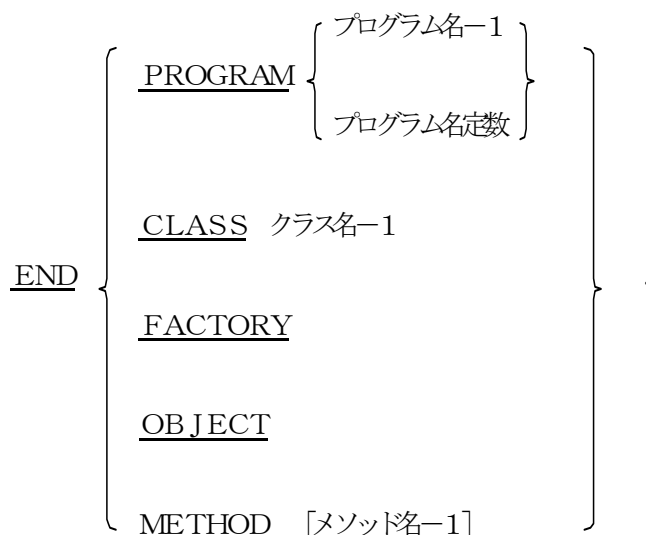 プログラム名－1
PROGRAM
プログラム名定数
CLASS クラス名－1
END .
FACTORY
OBJECT
METHOD [メソッド名－1]